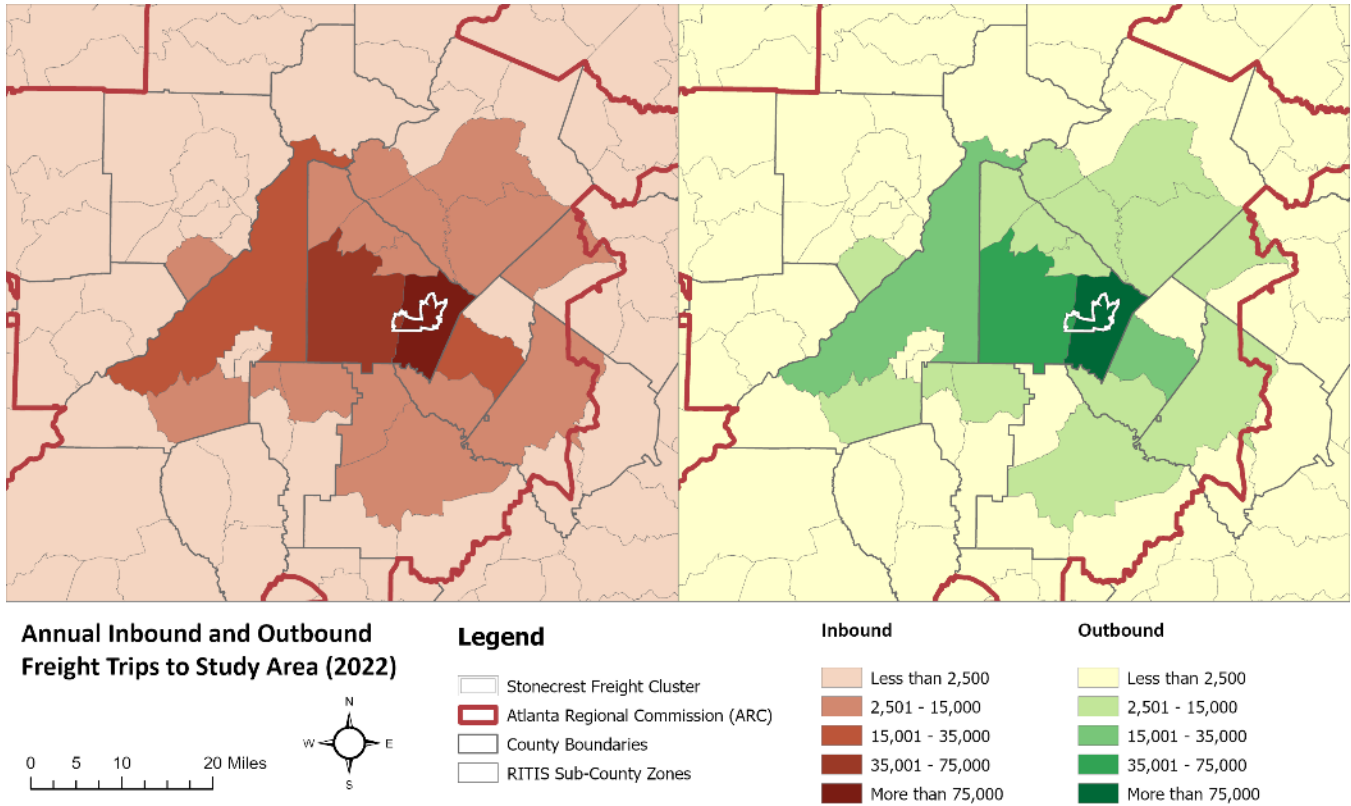 Annual Inbound and Outbound
Freight Trips to Study Area (2022)
N
W E
S
0 5 10 20 Miles
Legend
Stonecrest Freight Cluster
Atlanta Regional Commission (ARC)
County Boundaries
RITIS Sub-County Zones
Inbound
Less than 2,500
2,501 - 15,000
15,001 - 35,000
35,001 - 75,000
More than 75,000
Outbound
Less than 2,500
2,501 - 15,000
15,001 - 35,000
35,001 - 75,000
More than 75,000